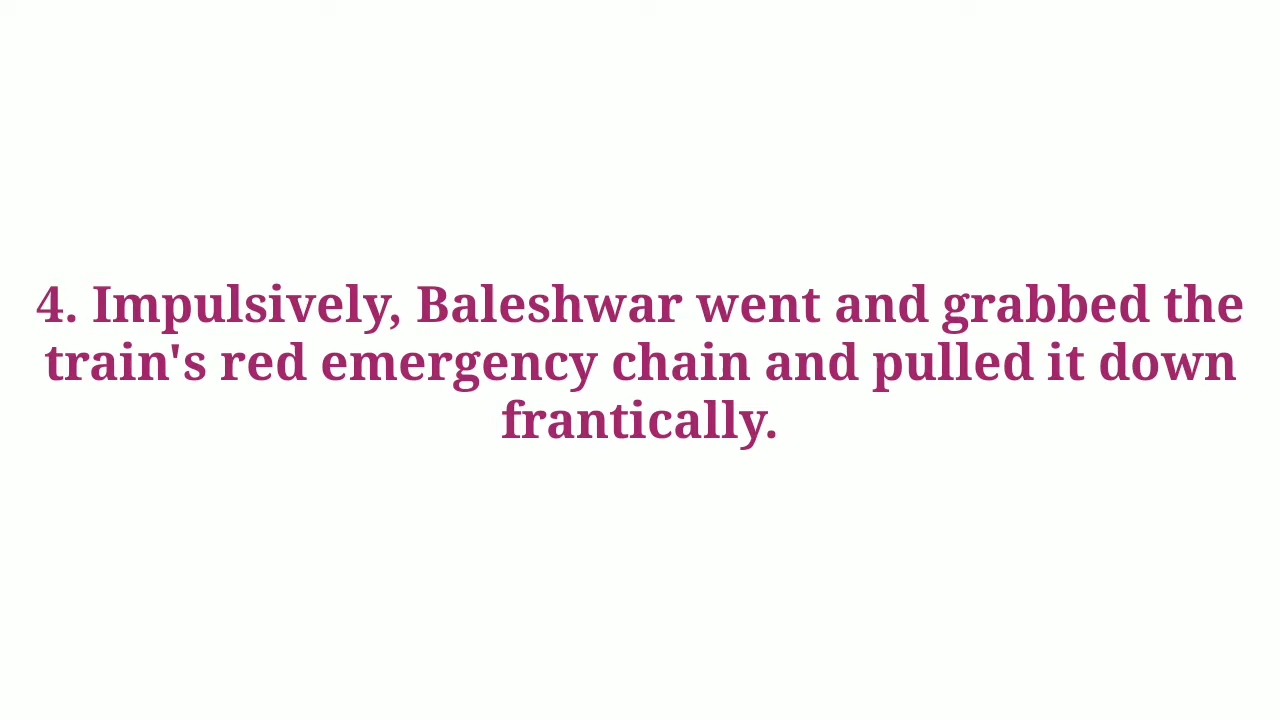 4. Impulsively, Baleshwar went and grabbed the
train's red emergency chain and pulled it down
frantically.